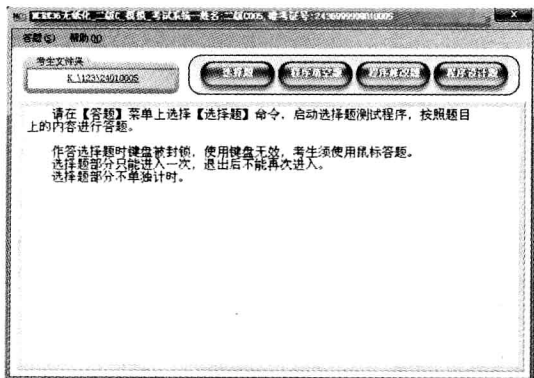 答题(S) 帮助(H)
考生文件夹
K:\123\24010005
选择题 程序填空题 程序修改题 程序设计题
请在【答题】菜单上选择【选择题】命令，启动选择题测试程序，按照题目
上的内容进行答题。
作答选择题时键盘被封锁，使用键盘无效，考生须使用鼠标答题。
选择题部分只能进入一次，退出后不能再次进入。
选择题部分不单独计时。